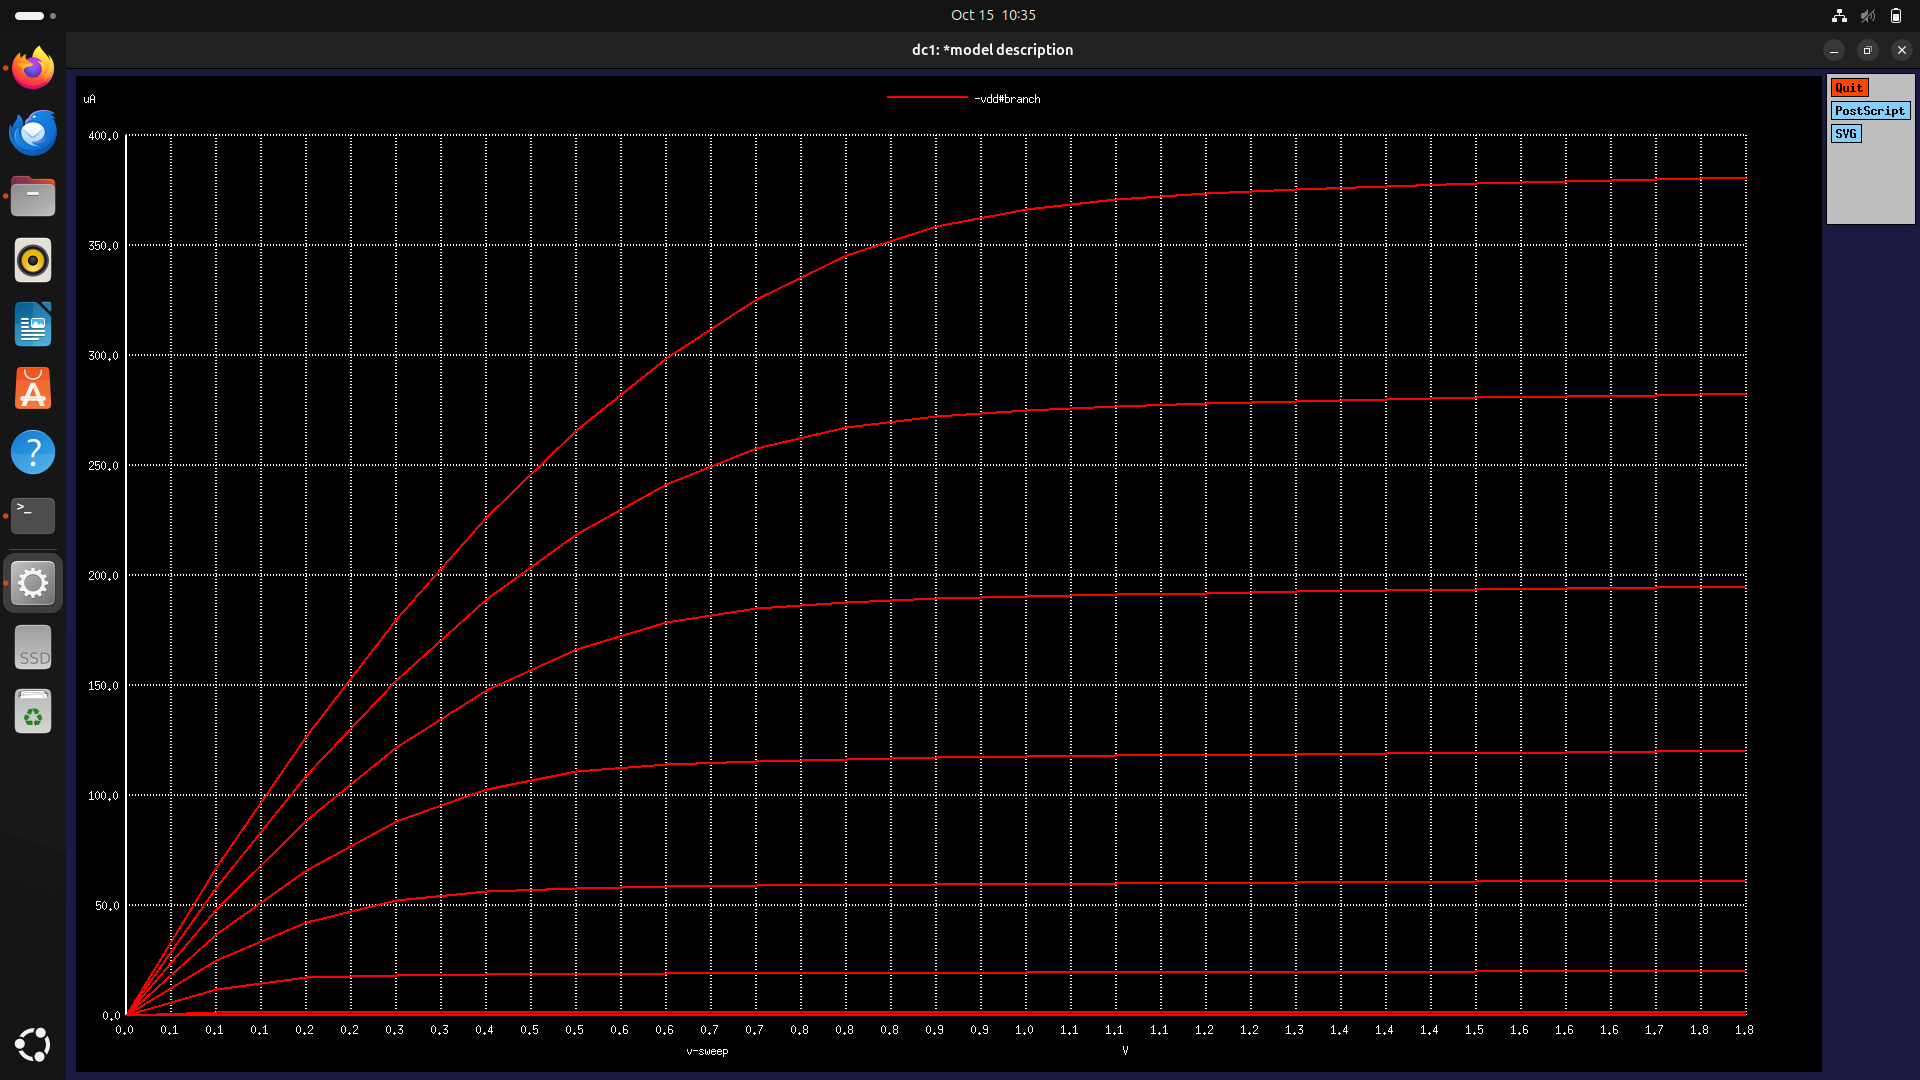 Oct 15 10:35
dc1: *model description
uA
-vdd#branch
Quit
PostScript
SVG
400.0
350.0
300.0
250.0
200.0
150.0
100.0
50.0
0.0
0.0 0.1 0.1 0.1 0.2 0.2 0.3 0.3 0.4 0.5 0.5 0.6 0.6 0.7 0.7 0.8 0.8 0.8 0.9 0.9 1.0 1.1 1.1 1.1 1.2 1.2 1.3 1.4 1.4 1.4 1.5 1.6 1.6 1.6 1.7 1.8 1.8
v-sweep V
>_
?
A
SSD